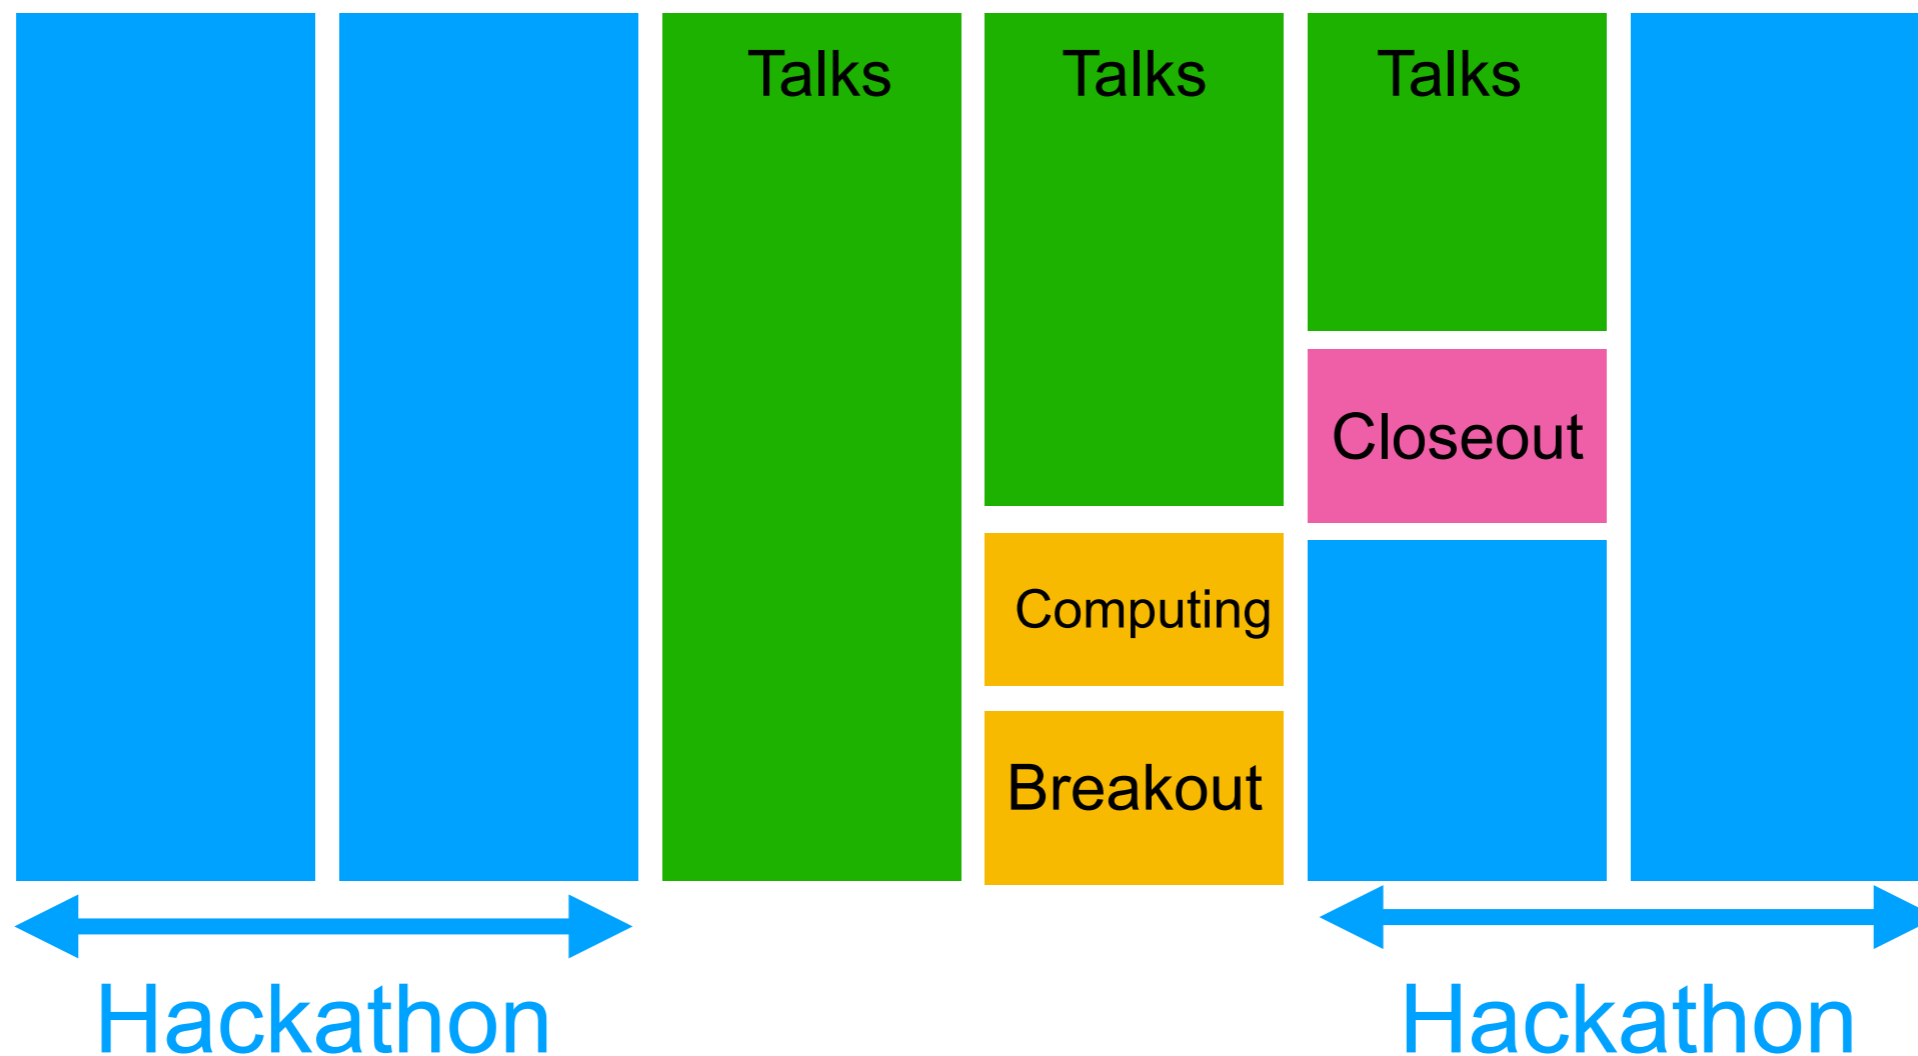 Talks
Talks
Talks
Closeout
Computing
Breakout
Hackathon
Hackathon